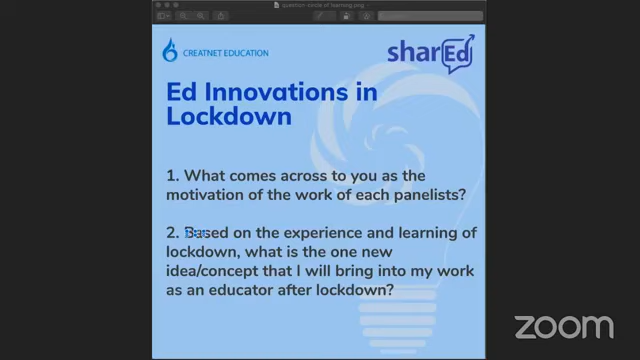 question-circle of learning.png
CREATNET EDUCATION
sharEd
Ed Innovations in
Lockdown
1. What comes across to you as the
motivation of the work of each panelists?
2. Based on the experience and learning of
lockdown, what is the one new
idea/concept that I will bring into my work
as an educator after lockdown?
zoom